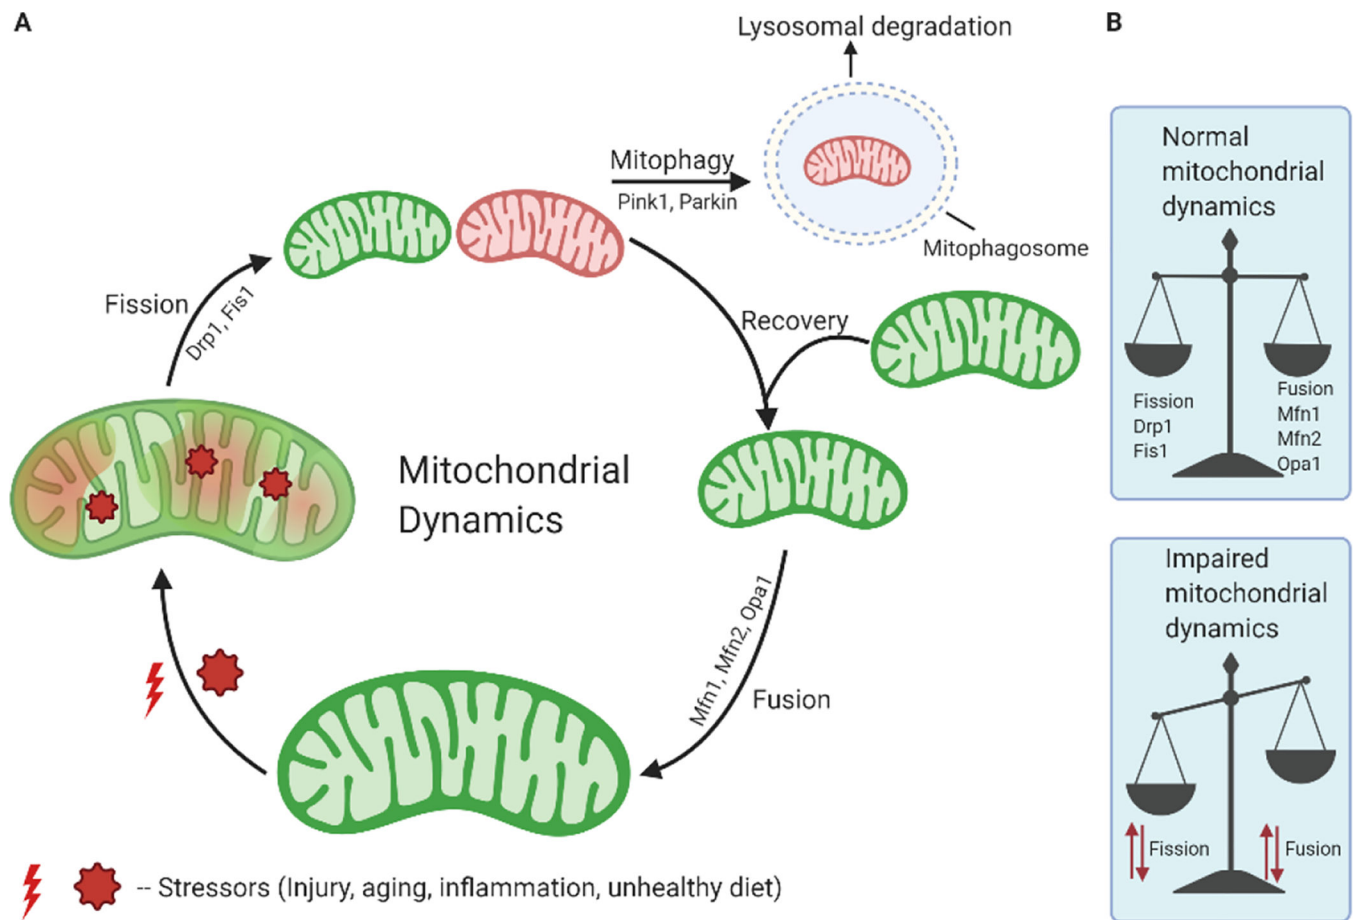 A
Lysosomal degradation
Mitophagy
Pink1, Parkin
Mitophagosome
Fission
Drp1, Fis1
Recovery
Mitochondrial
Dynamics
Mfn1, Mfn2, Opa1
Fusion
-- Stressors (Injury, aging, inflammation, unhealthy diet)
B
Normal
mitochondrial
dynamics
Fission
Drp1
Fis1
Fusion
Mfn1
Mfn2
Opa1
Impaired
mitochondrial
dynamics
Fission
Fusion